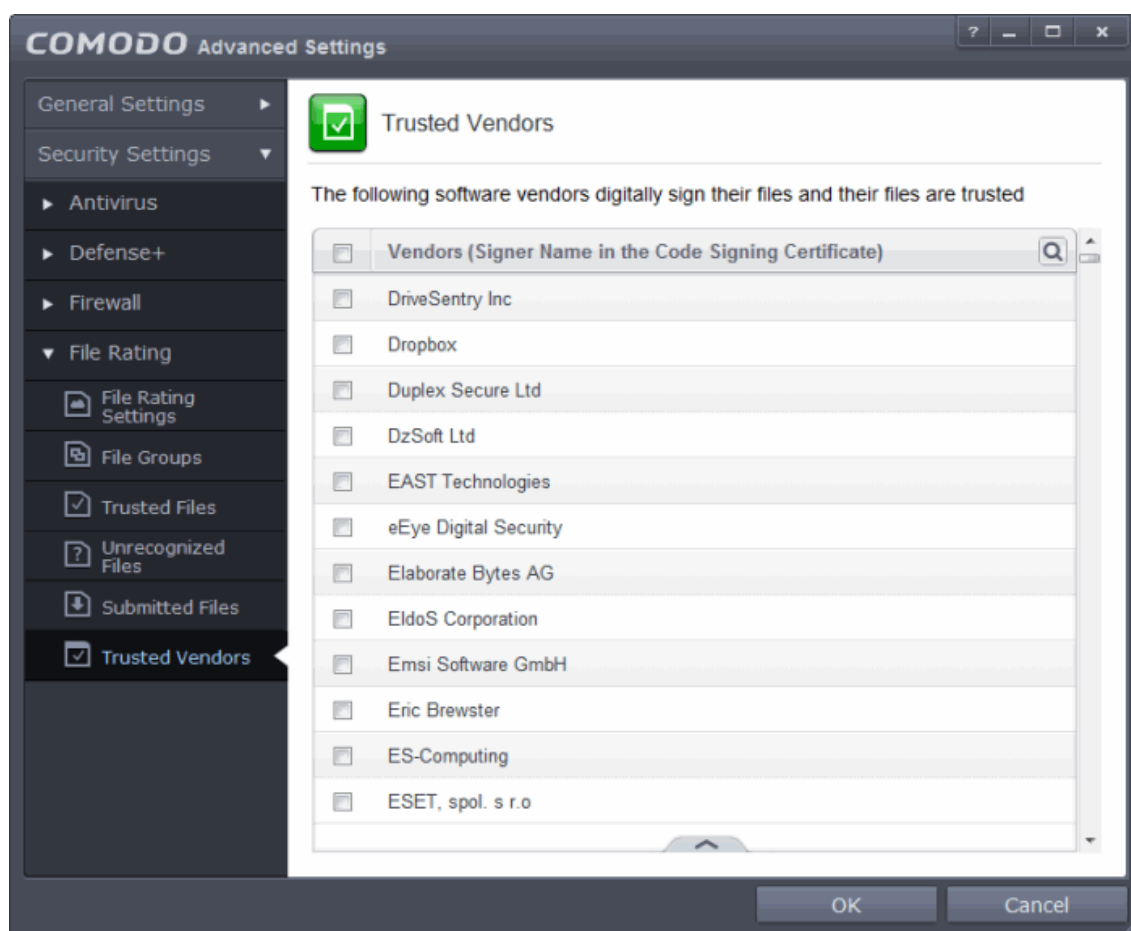 COMODO Advanced Settings
?
General Settings
Security Settings
Antivirus
Defense+
Firewall
File Rating
File Rating
Settings
File Groups
Trusted Files
?
Unrecognized
Files
Submitted Files
Trusted Vendors
Trusted Vendors
The following software vendors digitally sign their files and their files are trusted
Vendors (Signer Name in the Code Signing Certificate)
DriveSentry Inc
Dropbox
Duplex Secure Ltd
DzSoft Ltd
EAST Technologies
eEye Digital Security
Elaborate Bytes AG
EldoS Corporation
Emsi Software GmbH
Eric Brewster
ES-Computing
ESET, spol. s r.o
OK
Cancel